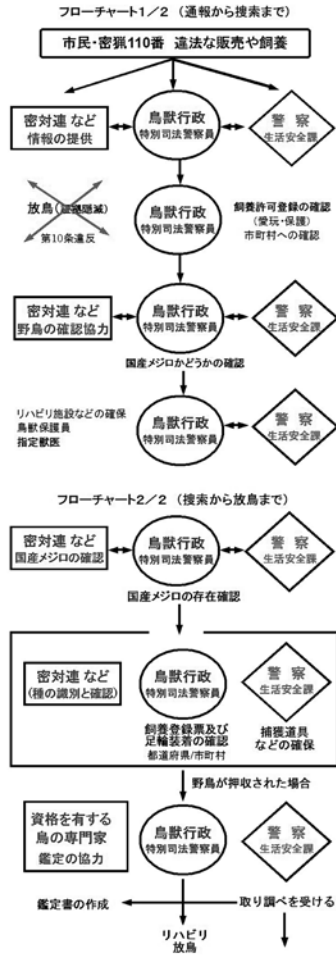 フローチャート1／2 （通報から捜索まで）
市民・密猟110番 違法な販売や飼養
密対連 など
情報の提供
鳥獣行政
特別司法警察員
警 察
生活安全課
放鳥(証拠隠滅)
第10条違反
鳥獣行政
特別司法警察員
飼養許可登録の確認
(愛玩・保護)
市町村への確認
密対連 など
野鳥の確認協力
鳥獣行政
特別司法警察員
警 察
生活安全課
国産メジロかどうかの確認
リハビリ施設などの確保
鳥獣保護員
指定獣医
鳥獣行政
特別司法警察員
警 察
生活安全課
フローチャート2／2 （捜索から放鳥まで）
密対連 など
国産メジロの確認
鳥獣行政
特別司法警察員
警 察
生活安全課
国産メジロの存在確認
密対連 など
(種の識別と確認)
鳥獣行政
特別司法警察員
警 察
生活安全課
飼養登録票及び
足輪装着の確認
都道府県/市町村
捕獲道具
などの確保
野鳥が押収された場合
資格を有する
鳥の専門家
鑑定の協力
鳥獣行政
特別司法警察員
警 察
生活安全課
鑑定書の作成
取り調べを受ける
リハビリ
放鳥